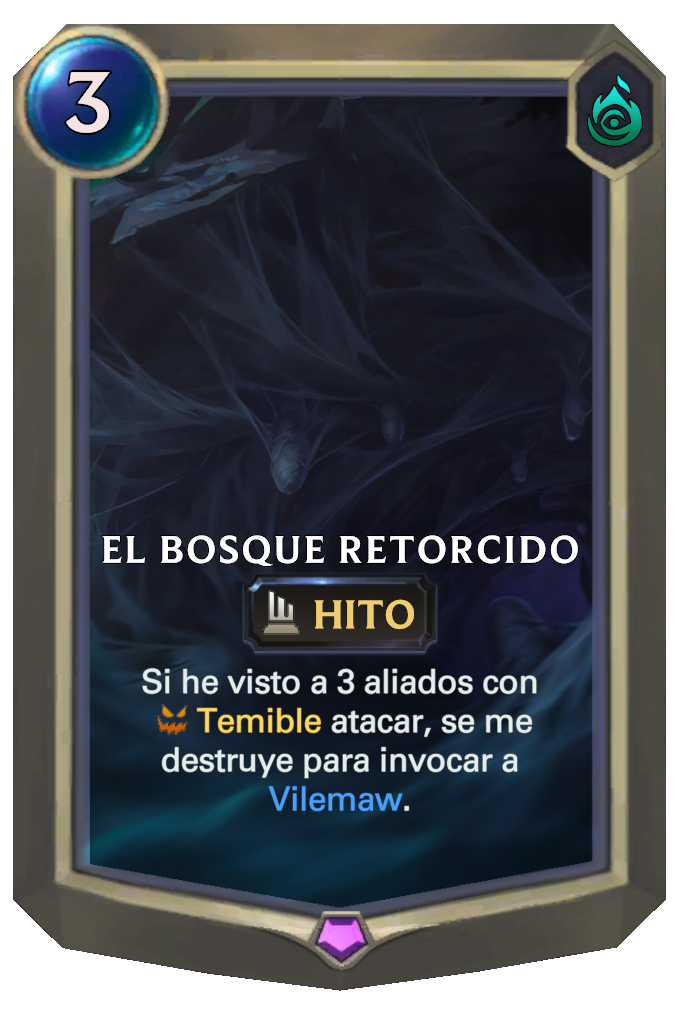 3
EL BOSQUE RETORCIDO
HITO
Si he visto a 3 aliados con
Temible atacar, se me
destruye para invocar a
Vilemaw.